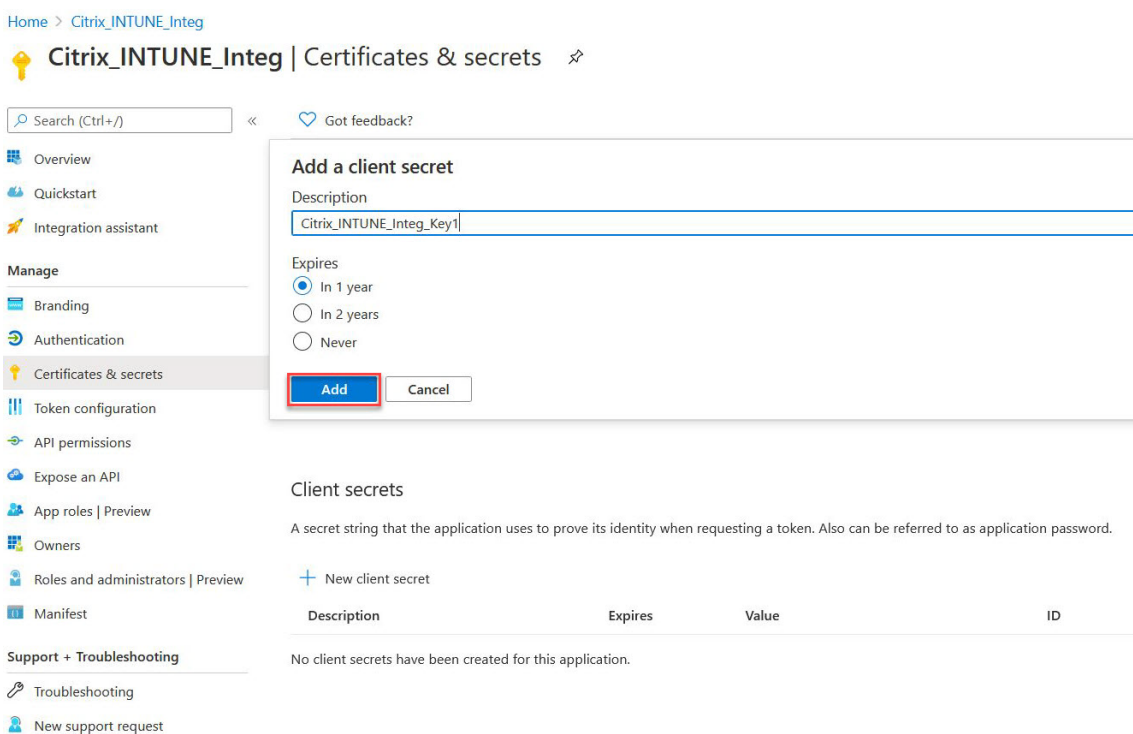 Home > Citrix_INTUNE_Integ
Citrix_INTUNE_Integ | Certificates & secrets
Search (Ctrl+/)
«
Got feedback?
Overview
Quickstart
Integration assistant
Manage
Branding
Authentication
Certificates & secrets
Token configuration
API permissions
Expose an API
App roles | Preview
Owners
Roles and administrators | Preview
Manifest
Support + Troubleshooting
Troubleshooting
New support request
Add a client secret
Description
Citrix_INTUNE_Integ_Key1
Expires
In 1 year
In 2 years
Never
Add Cancel
Client secrets
A secret string that the application uses to prove its identity when requesting a token. Also can be referred to as application password.
New client secret
Description Expires Value ID
No client secrets have been created for this application.